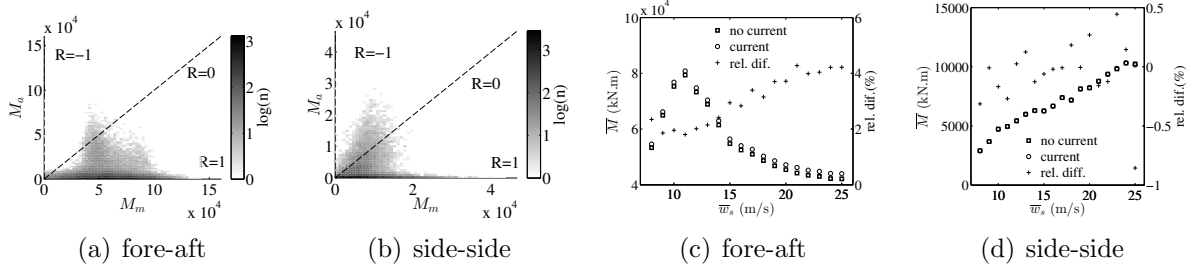 x 10^4
15
10
5
0
M_a
R=−1
R=0
R=1
0 5 10 15
M_m
x 10^4
3
2
1
0
log(n)
(a) fore-aft
x 10^4
4
3
2
1
0
M_a
R=−1
R=0
R=1
0 1 2 3 4
M_m
x 10^4
3
2
1
0
log(n)
(b) side-side
10 x 10^4
8
6
4
M̅ (kN.m)
no current
current
rel. dif.
6
4
2
0
rel. dif.(%)
10 15 20 25
w̅_s (m/s)
(c) fore-aft
15000
10000
5000
0
M̅ (kN.m)
no current
current
rel. diff.
0.5
0
−0.5
−1
rel. dif.(%)
10 15 20 25
w̅_s (m/s)
(d) side-side